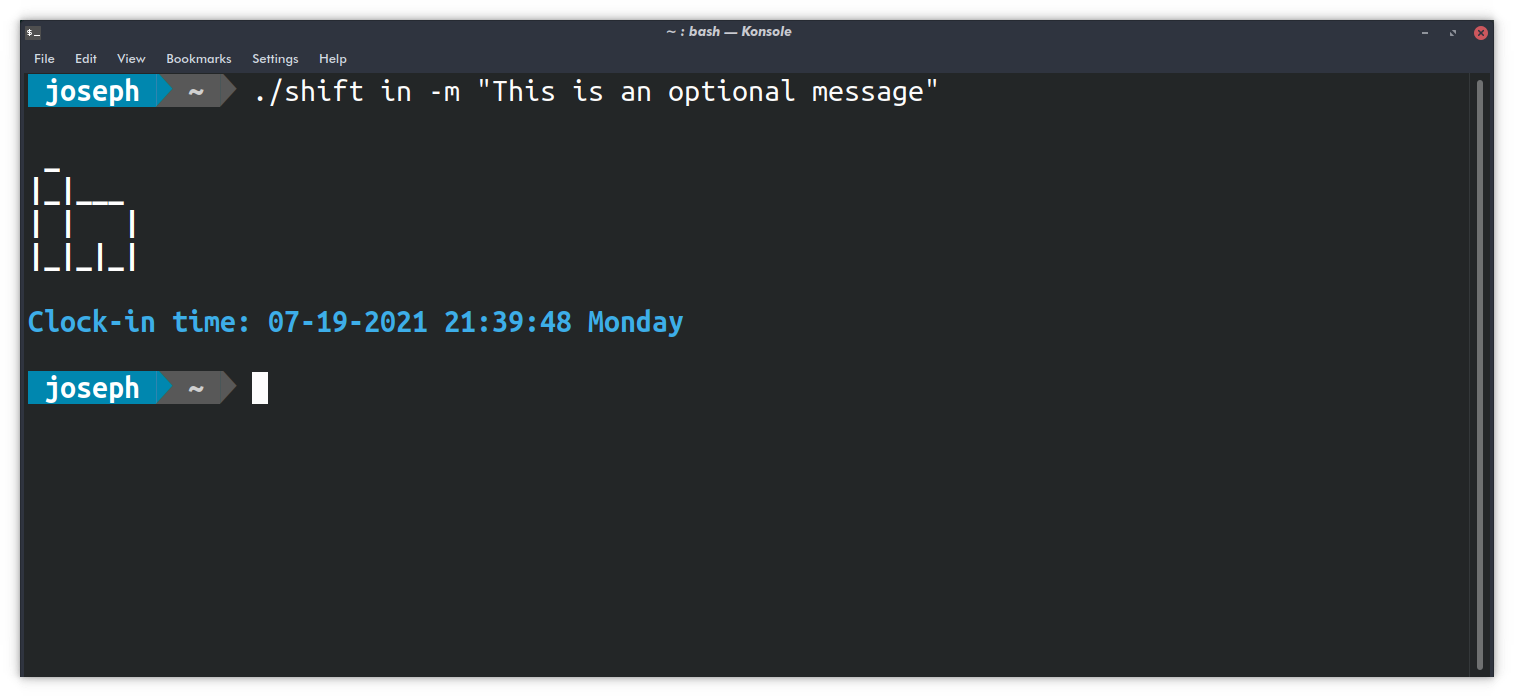 $_
~ : bash — Konsole
File Edit View Bookmarks Settings Help
joseph ~ ./shift in -m "This is an optional message"
 _
|_|___
| |   |
|_|_|_|
Clock-in time: 07-19-2021 21:39:48 Monday
joseph ~